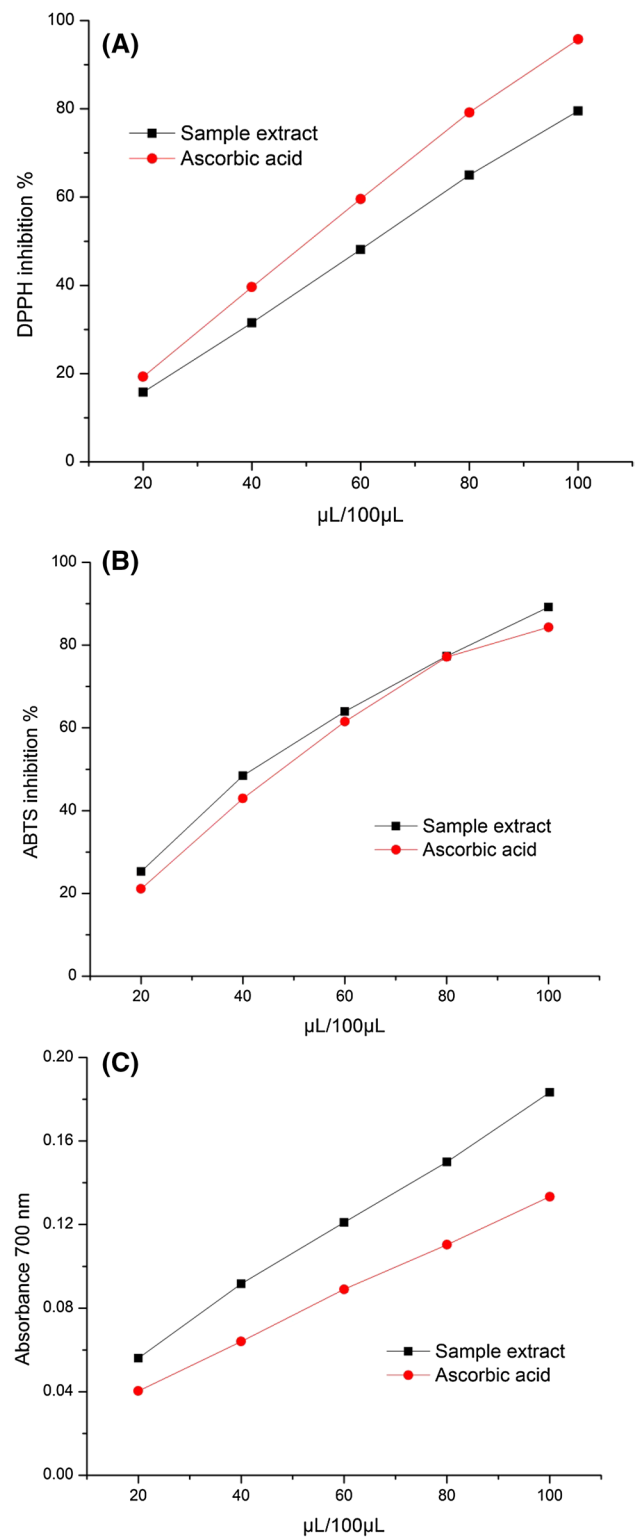 (A)
100
80
60
40
20
0
DPPH inhibition %
Sample extract
Ascorbic acid
20 40 60 80 100
µL/100µL
(B)
100
80
60
40
20
0
ABTS inhibition %
Sample extract
Ascorbic acid
20 40 60 80 100
µL/100µL
(C)
0.20
0.16
0.12
0.08
0.04
0.00
Absorbance 700 nm
Sample extract
Ascorbic acid
20 40 60 80 100
µL/100µL